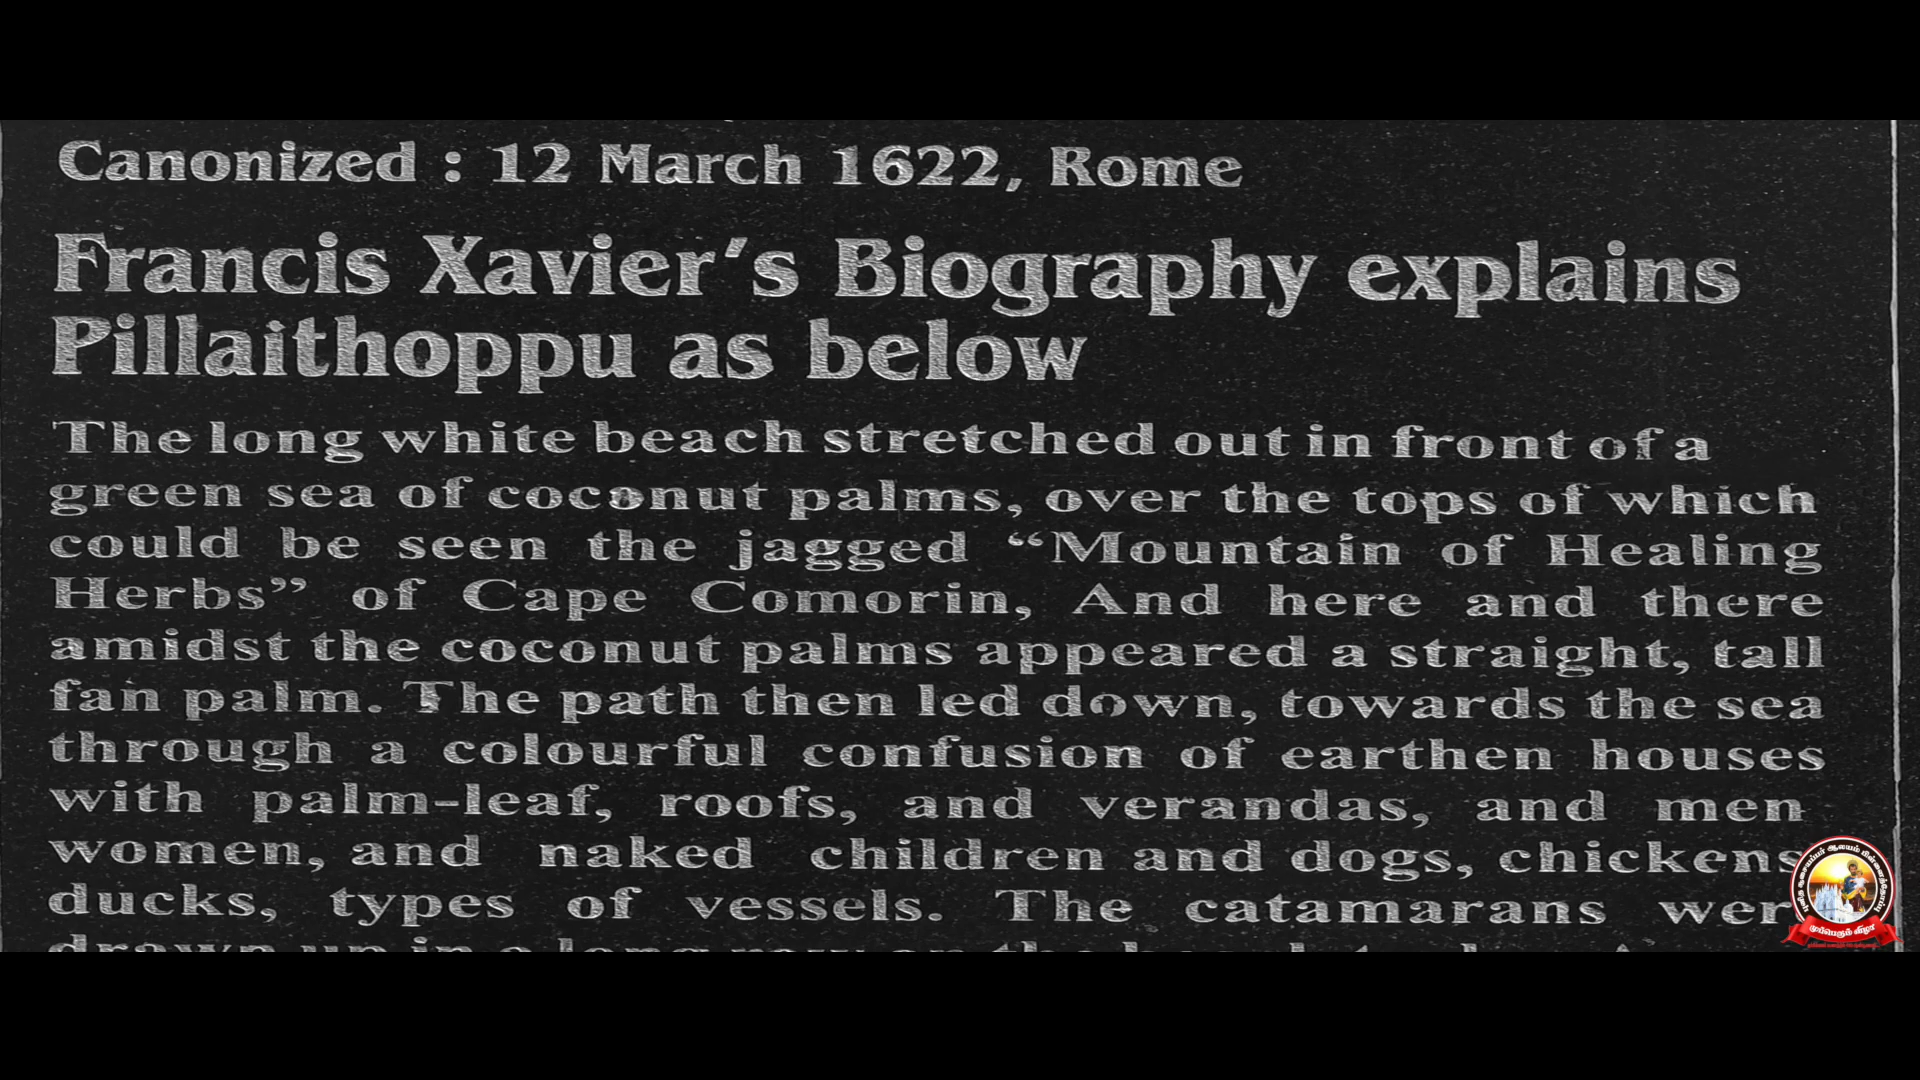 Canonized : 12 March 1622, Rome
Francis Xavier’s Biography explains
Pillaithoppu as below
The long white beach stretched out in front of a
green sea of coconut palms, over the tops of which
could be seen the jagged “Mountain of Healing
Herbs” of Cape Comorin, And here and there
amidst the coconut palms appeared a straight, tall
fan palm. The path then led down, towards the sea
through a colourful confusion of earthen houses
with palm-leaf, roofs, and verandas, and men
women, and naked children and dogs, chickens
ducks, types of vessels. The catamarans wer
முப்பெரும் விழா